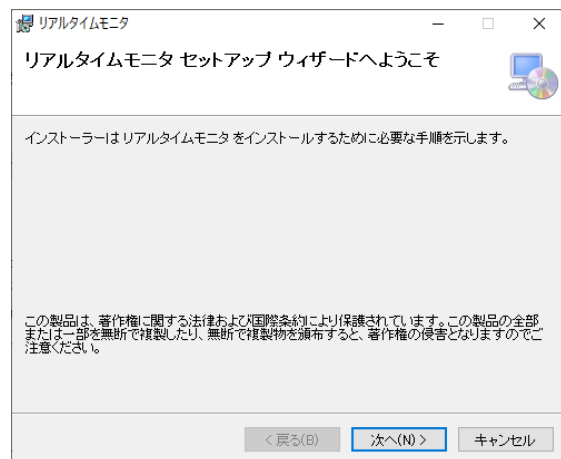 リアルタイムモニタ
リアルタイムモニタ セットアップ ウィザードへようこそ
インストーラーは リアルタイムモニタ をインストールするために必要な手順を示します。
この製品は、著作権に関する法律および国際条約により保護されています。この製品の全部
または一部を無断で複製したり、無断で複製物を頒布すると、著作権の侵害となりますのでご
注意ください。
< 戻る(B)
次へ(N) >
キャンセル